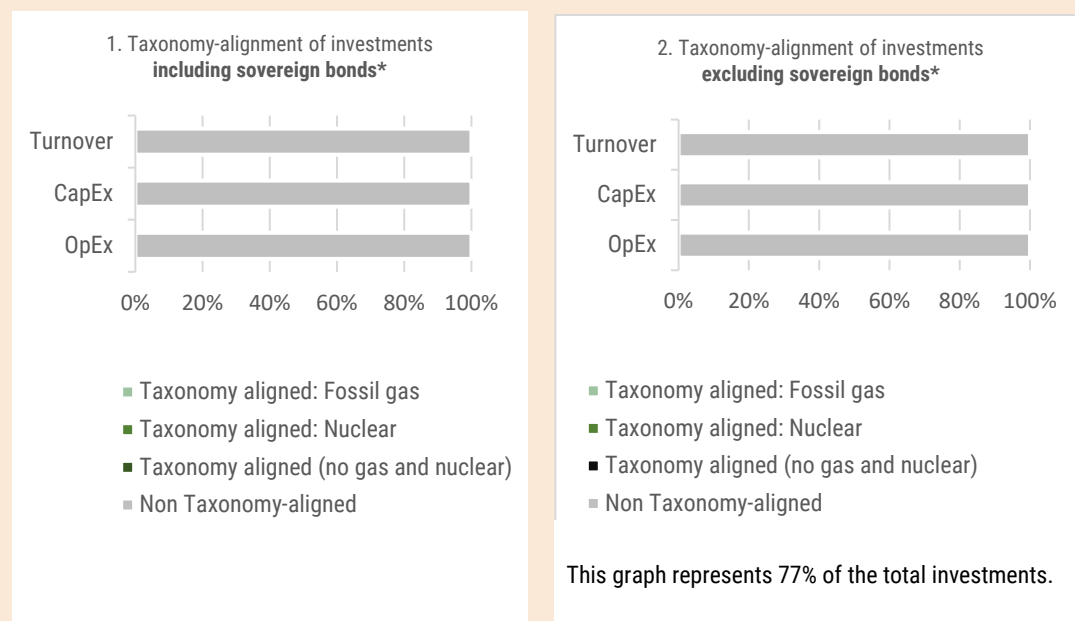 1. Taxonomy-alignment of investments
including sovereign bonds*
Turnover
CapEx
OpEx
0% 20% 40% 60% 80% 100%
Taxonomy aligned: Fossil gas
Taxonomy aligned: Nuclear
Taxonomy aligned (no gas and nuclear)
Non Taxonomy-aligned
2. Taxonomy-alignment of investments
excluding sovereign bonds*
Turnover
CapEx
OpEx
0% 20% 40% 60% 80% 100%
Taxonomy aligned: Fossil gas
Taxonomy aligned: Nuclear
Taxonomy aligned (no gas and nuclear)
Non Taxonomy-aligned
This graph represents 77% of the total investments.